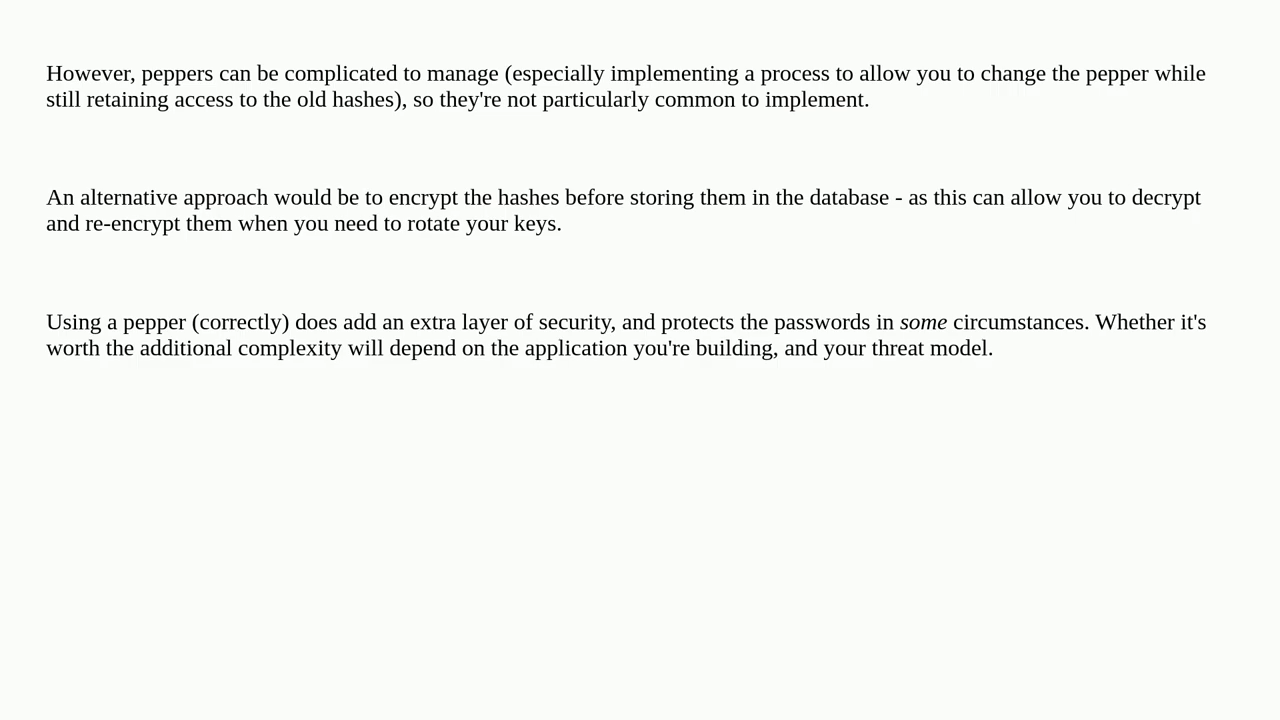 However, peppers can be complicated to manage (especially implementing a process to allow you to change the pepper while
still retaining access to the old hashes), so they're not particularly common to implement.
An alternative approach would be to encrypt the hashes before storing them in the database - as this can allow you to decrypt
and re-encrypt them when you need to rotate your keys.
Using a pepper (correctly) does add an extra layer of security, and protects the passwords in some circumstances. Whether it's
worth the additional complexity will depend on the application you're building, and your threat model.